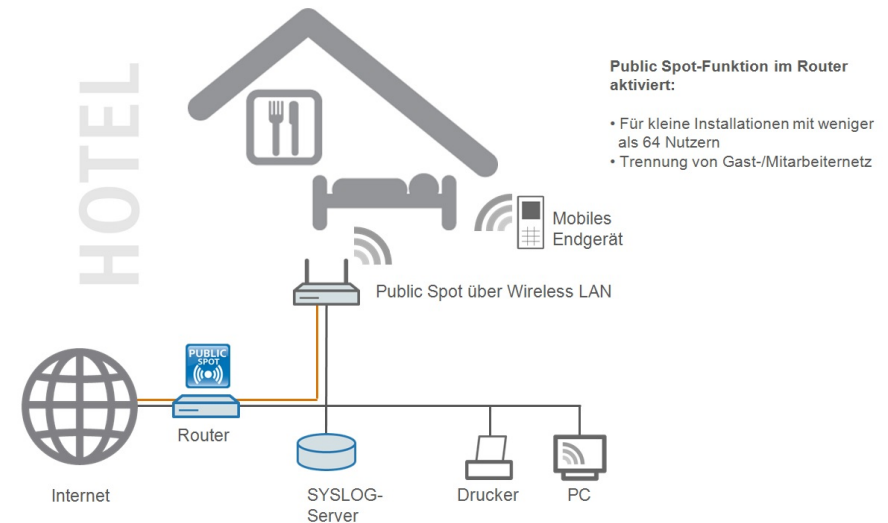 HOTEL
Public Spot-Funktion im Router
aktiviert:
• Für kleine Installationen mit weniger
als 64 Nutzern
• Trennung von Gast-/Mitarbeiternetz
Mobiles
Endgerät
Public Spot über Wireless LAN
PUBLIC
SPOT
Router
Internet
SYSLOG-
Server
Drucker
PC